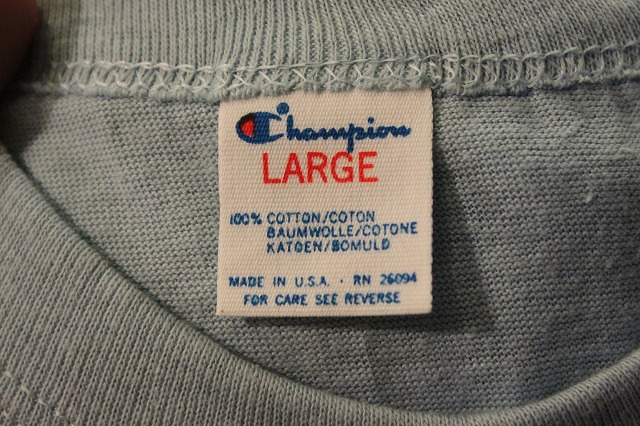 Champion
LARGE
100% COTTON/COTON
BAUMWOLLE/COTONE
KATOEN/BOMULD
MADE IN U.S.A. · RN 26094
FOR CARE SEE REVERSE